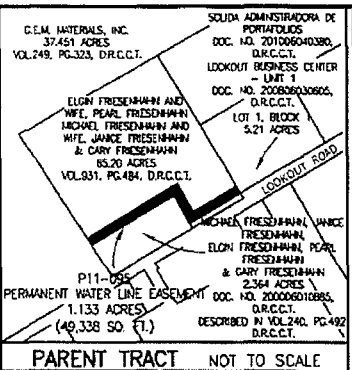 G.E.M. MATERIALS, INC.
37.451 ACRES
VOL.249, PG.323, D.R.C.C.T.
SCLIDA ADMINISTRADORA DE
PORTAFOLIOS
DOC. NO. 201006040380,
O.R.C.C.T.
LOOKOUT BUSINESS CENTER
– UNIT 1
DOC. NO. 200806030605,
O.R.C.C.T.
LOT 1, BLOCK 1
5.21 ACRES
ELGIN FRIESENHAHN AND
WIFE, PEARL FRIESENHAHN
MICHAEL FRIESENHAHN AND
WIFE, JANICE FRIESENHAHN
& CARY FRIESENHAHN
65.20 ACRES
VOL.931, PG.484, D.R.C.C.T.
LOOKOUT ROAD
MICHAEL FRIESENHAHN, JANICE
FRIESENHAHN,
ELGIN FRIESENHAHN, PEARL
FRIESENHAHN
& CARY FRIESENHAHN
2.364 ACRES
DOC. NO. 200006010885,
O.R.C.C.T.
DESCRIBED IN VOL.240, PG.492
D.R.C.C.T.
P11-095
PERMANENT WATER LINE EASEMENT
1.133 ACRES
(49,338 SQ. FT.)
PARENT TRACT NOT TO SCALE